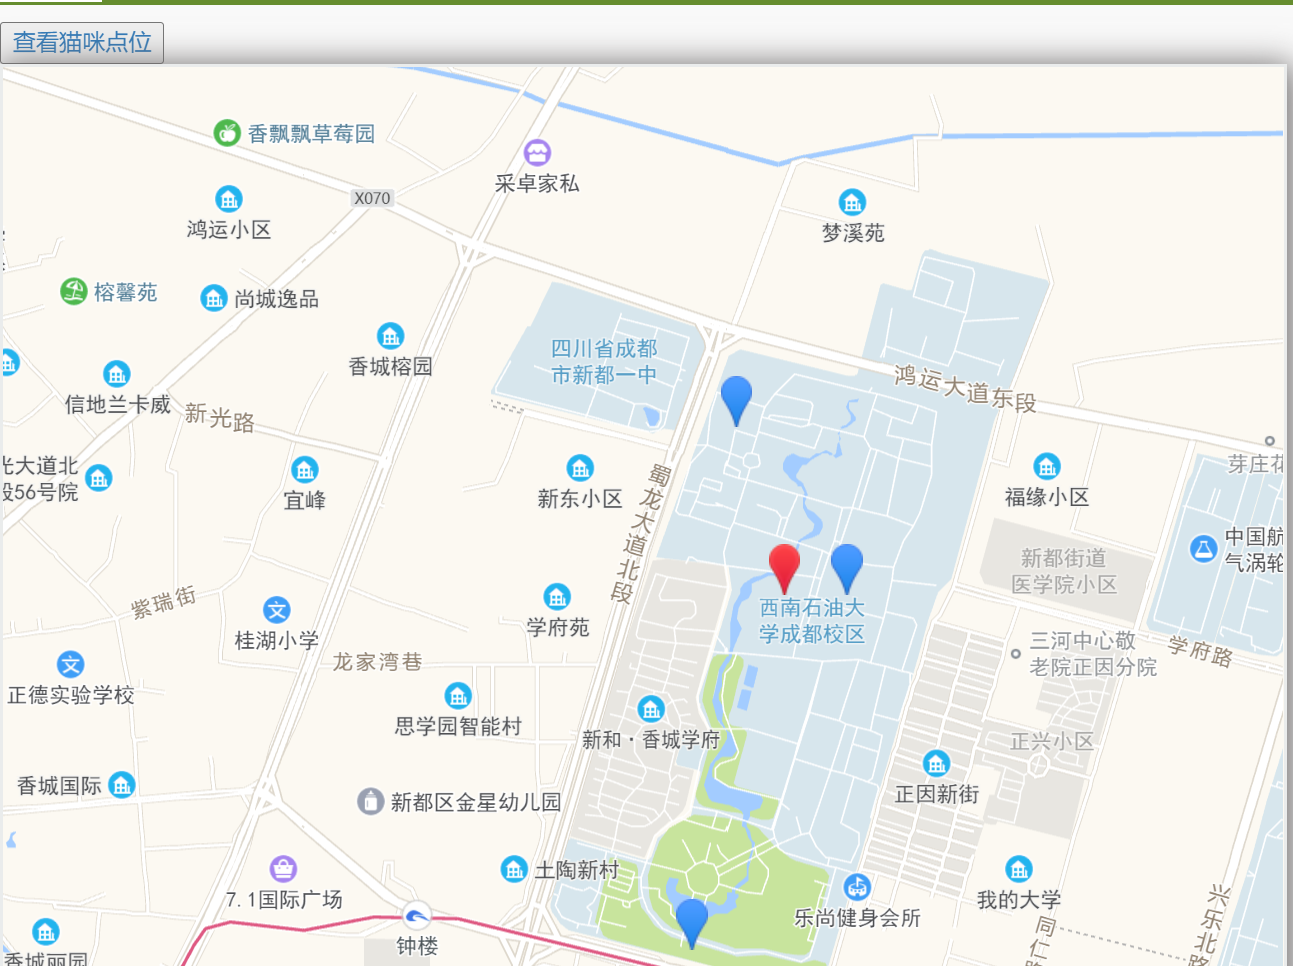 查看猫咪点位
香飘飘草莓园
采卓家私
X070
鸿运小区
梦溪苑
榕馨苑
尚城逸品
香城榕园
四川省成都
市新都一中
鸿运大道东段
信地兰卡威
新光路
光大道北
段56号院
宜峰
新东小区
蜀龙大道北段
福缘小区
芽庄花
中国航
气涡轮
新都街道
医学院小区
紫瑞街
桂湖小学
学府苑
西南石油大
学成都校区
三河中心敬
老院正因分院
学府路
龙家湾巷
正德实验学校
思学园智能村
新和·香城学府
正兴小区
香城国际
新都区金星幼儿园
正因新街
土陶新村
7.1国际广场
乐尚健身会所
我的大学
兴乐北路
同仁路
钟楼
香城丽园